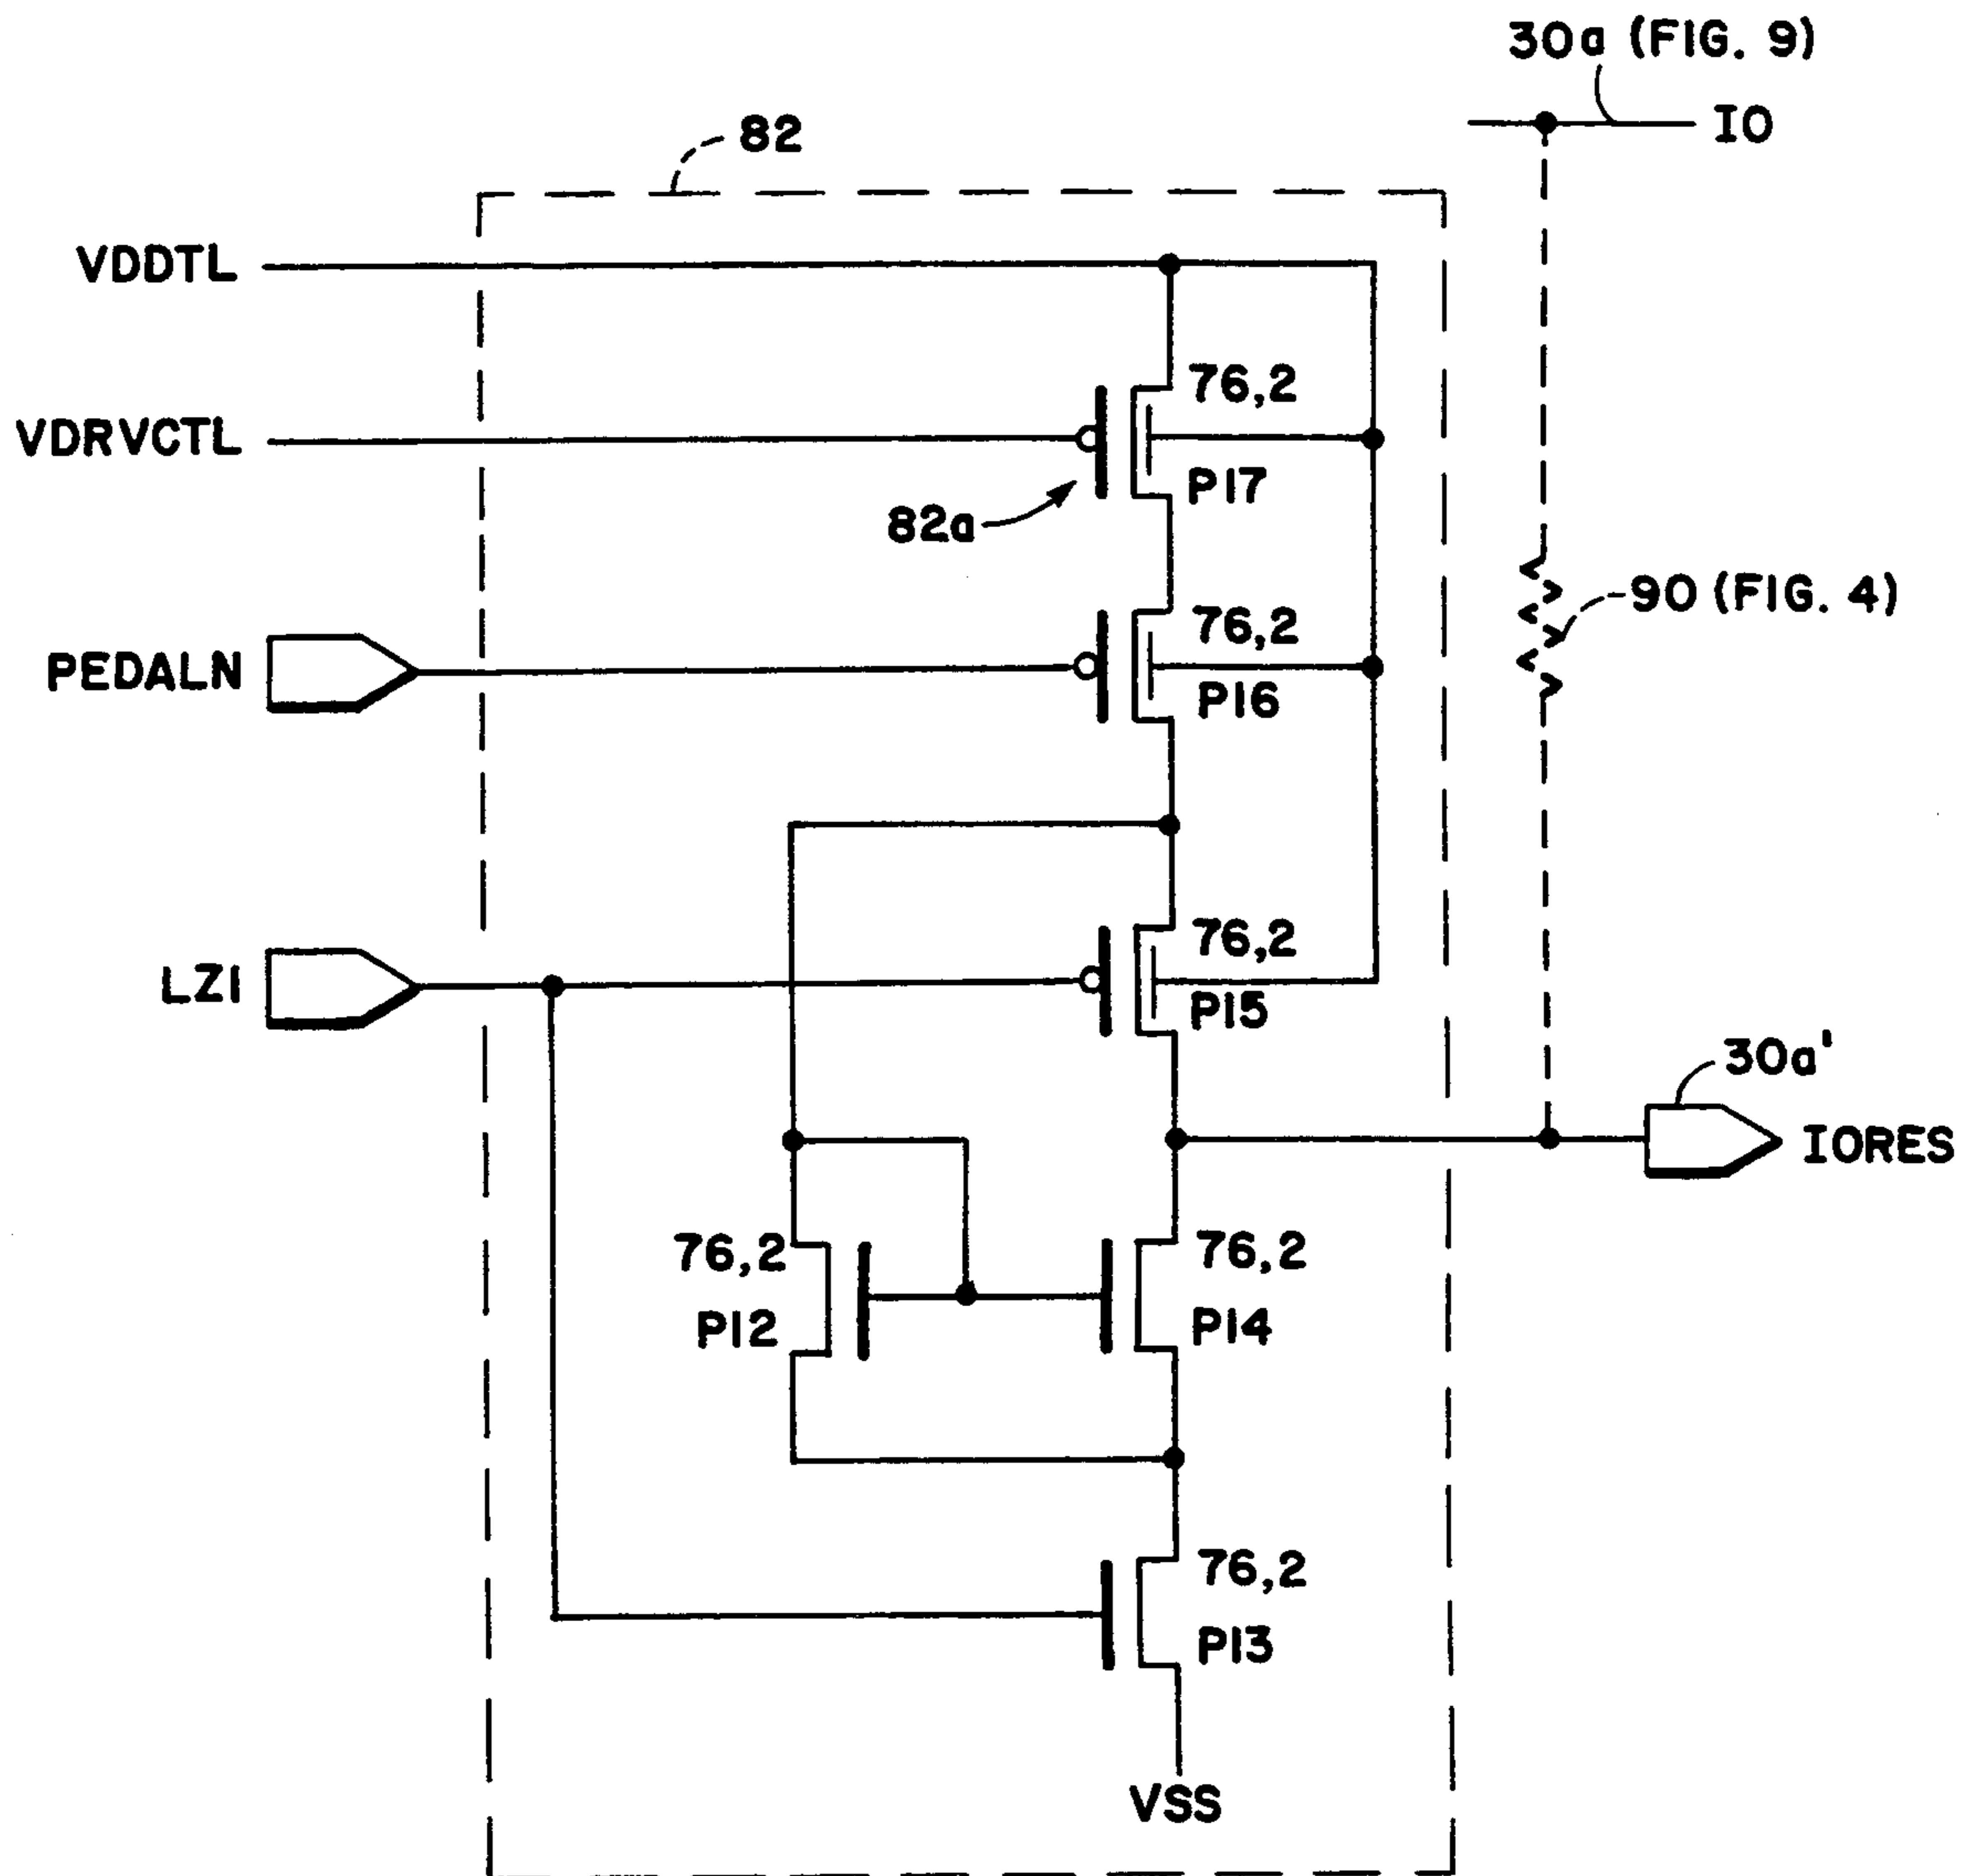 30a (FIG. 9)
IO
82
VDDTL
76,2
VDRVCTL
P17
82a
76,2
90 (FIG. 4)
PEDALN
P16
76,2
LZI
P15
30a'
IORES
76,2
76,2
P12
P14
76,2
P13
VSS